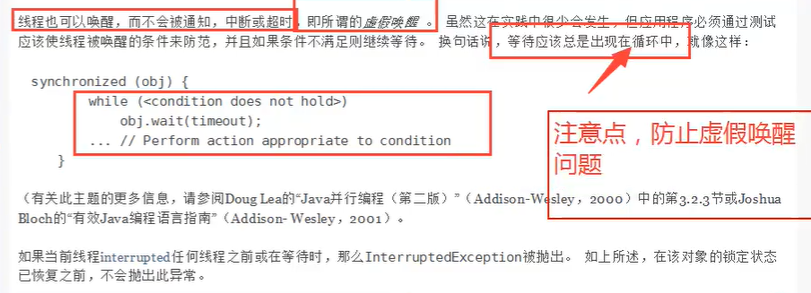 线程也可以唤醒，而不会被通知，中断或超时，即所谓的虚假唤醒 。 虽然这在实践中很少会发生，但应用程序必须通过测试
应该使线程被唤醒的条件来防范，并且如果条件不满足则继续等待。 换句话说，等待应该总是出现在循环中，就像这样：
synchronized (obj) {
while (<condition does not hold>)
obj.wait(timeout);
... // Perform action appropriate to condition
}
注意点，防止虚假唤醒
问题
（有关此主题的更多信息，请参阅Doug Lea的“Java并行编程（第二版）”（Addison-Wesley，2000）中的第3.2.3节或Joshua
Bloch的“有效Java编程语言指南”（Addison- Wesley，2001）。
如果当前线程interrupted任何线程之前或在等待时，那么InterruptedException被抛出。 如上所述，在该对象的锁定状态
已恢复之前，不会抛出此异常。